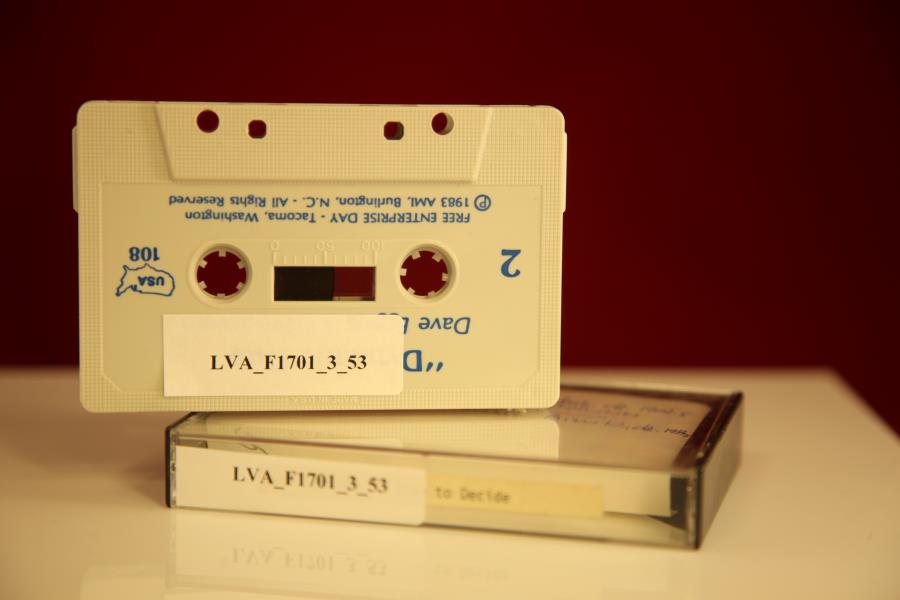 "D
Dave
2
USA
108
FREE ENTERPRISE DAY - Tacoma, Washington
℗ 1983 AMI, Burlington, N.C. - All Rights Reserved
0 50 100
LVA_F1701_3_53
LVA_F1701_3_53
to Decide